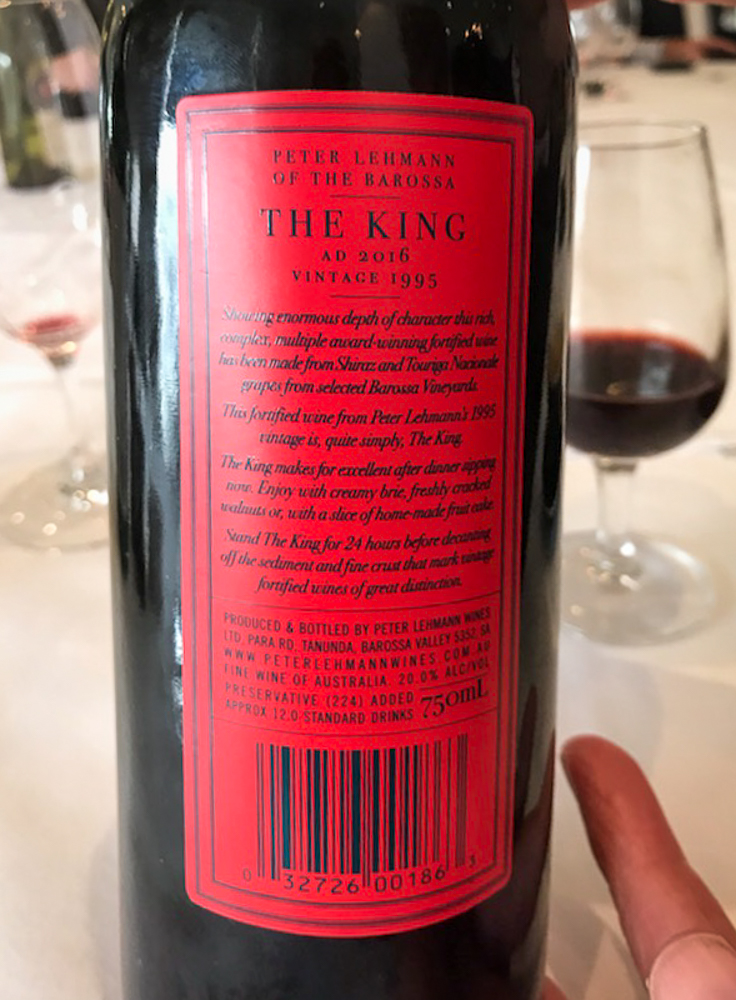 PETER LEHMANN
OF THE BAROSSA
THE KING
AD 2016
VINTAGE 1995
Showing enormous depth of character this rich,
complex, multiple award-winning fortified wine
has been made from Shiraz and Touriga Nacionale
grapes from selected Barossa Vineyards.
This fortified wine from Peter Lehmann's 1995
vintage is, quite simply, The King.
The King makes for excellent after dinner sipping
now. Enjoy with creamy brie, freshly cracked
walnuts or, with a slice of home-made fruit cake.
Stand The King for 24 hours before decanting
off the sediment and fine crust that mark vintage
fortified wines of great distinction.
PRODUCED & BOTTLED BY PETER LEHMANN WINES
LTD, PARA RD, TANUNDA, BAROSSA VALLEY 5352, SA
WWW.PETERLEHMANNWINES.COM.AU
FINE WINE OF AUSTRALIA. 20.0% ALC/VOL
PRESERVATIVE (224) ADDED
APPROX 12.0 STANDARD DRINKS 750mL
0 32726 00186 3